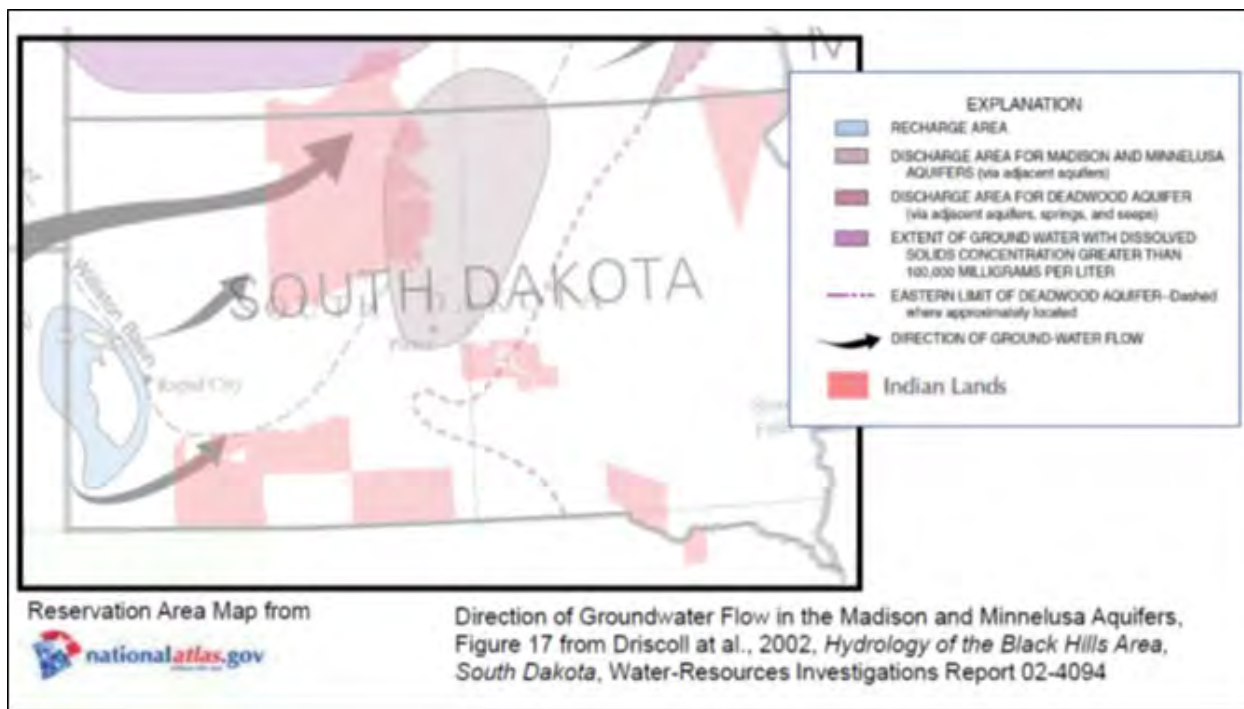 IV
Williston Basin
SOUTH DAKOTA
Rapid City
EXPLANATION
RECHARGE AREA
DISCHARGE AREA FOR MADISON AND MINNELUSA
AQUIFERS (via adjacent aquifers)
DISCHARGE AREA FOR DEADWOOD AQUIFER
(via adjacent aquifers, springs, and seeps)
EXTENT OF GROUND WATER WITH DISSOLVED
SOLIDS CONCENTRATION GREATER THAN
100,000 MILLIGRAMS PER LITER
EASTERN LIMIT OF DEADWOOD AQUIFER--Dashed
where approximately located
DIRECTION OF GROUND-WATER FLOW
Indian Lands
Reservation Area Map from
nationalatlas.gov
Direction of Groundwater Flow in the Madison and Minnelusa Aquifers,
Figure 17 from Driscoll at al., 2002, Hydrology of the Black Hills Area,
South Dakota, Water-Resources Investigations Report 02-4094